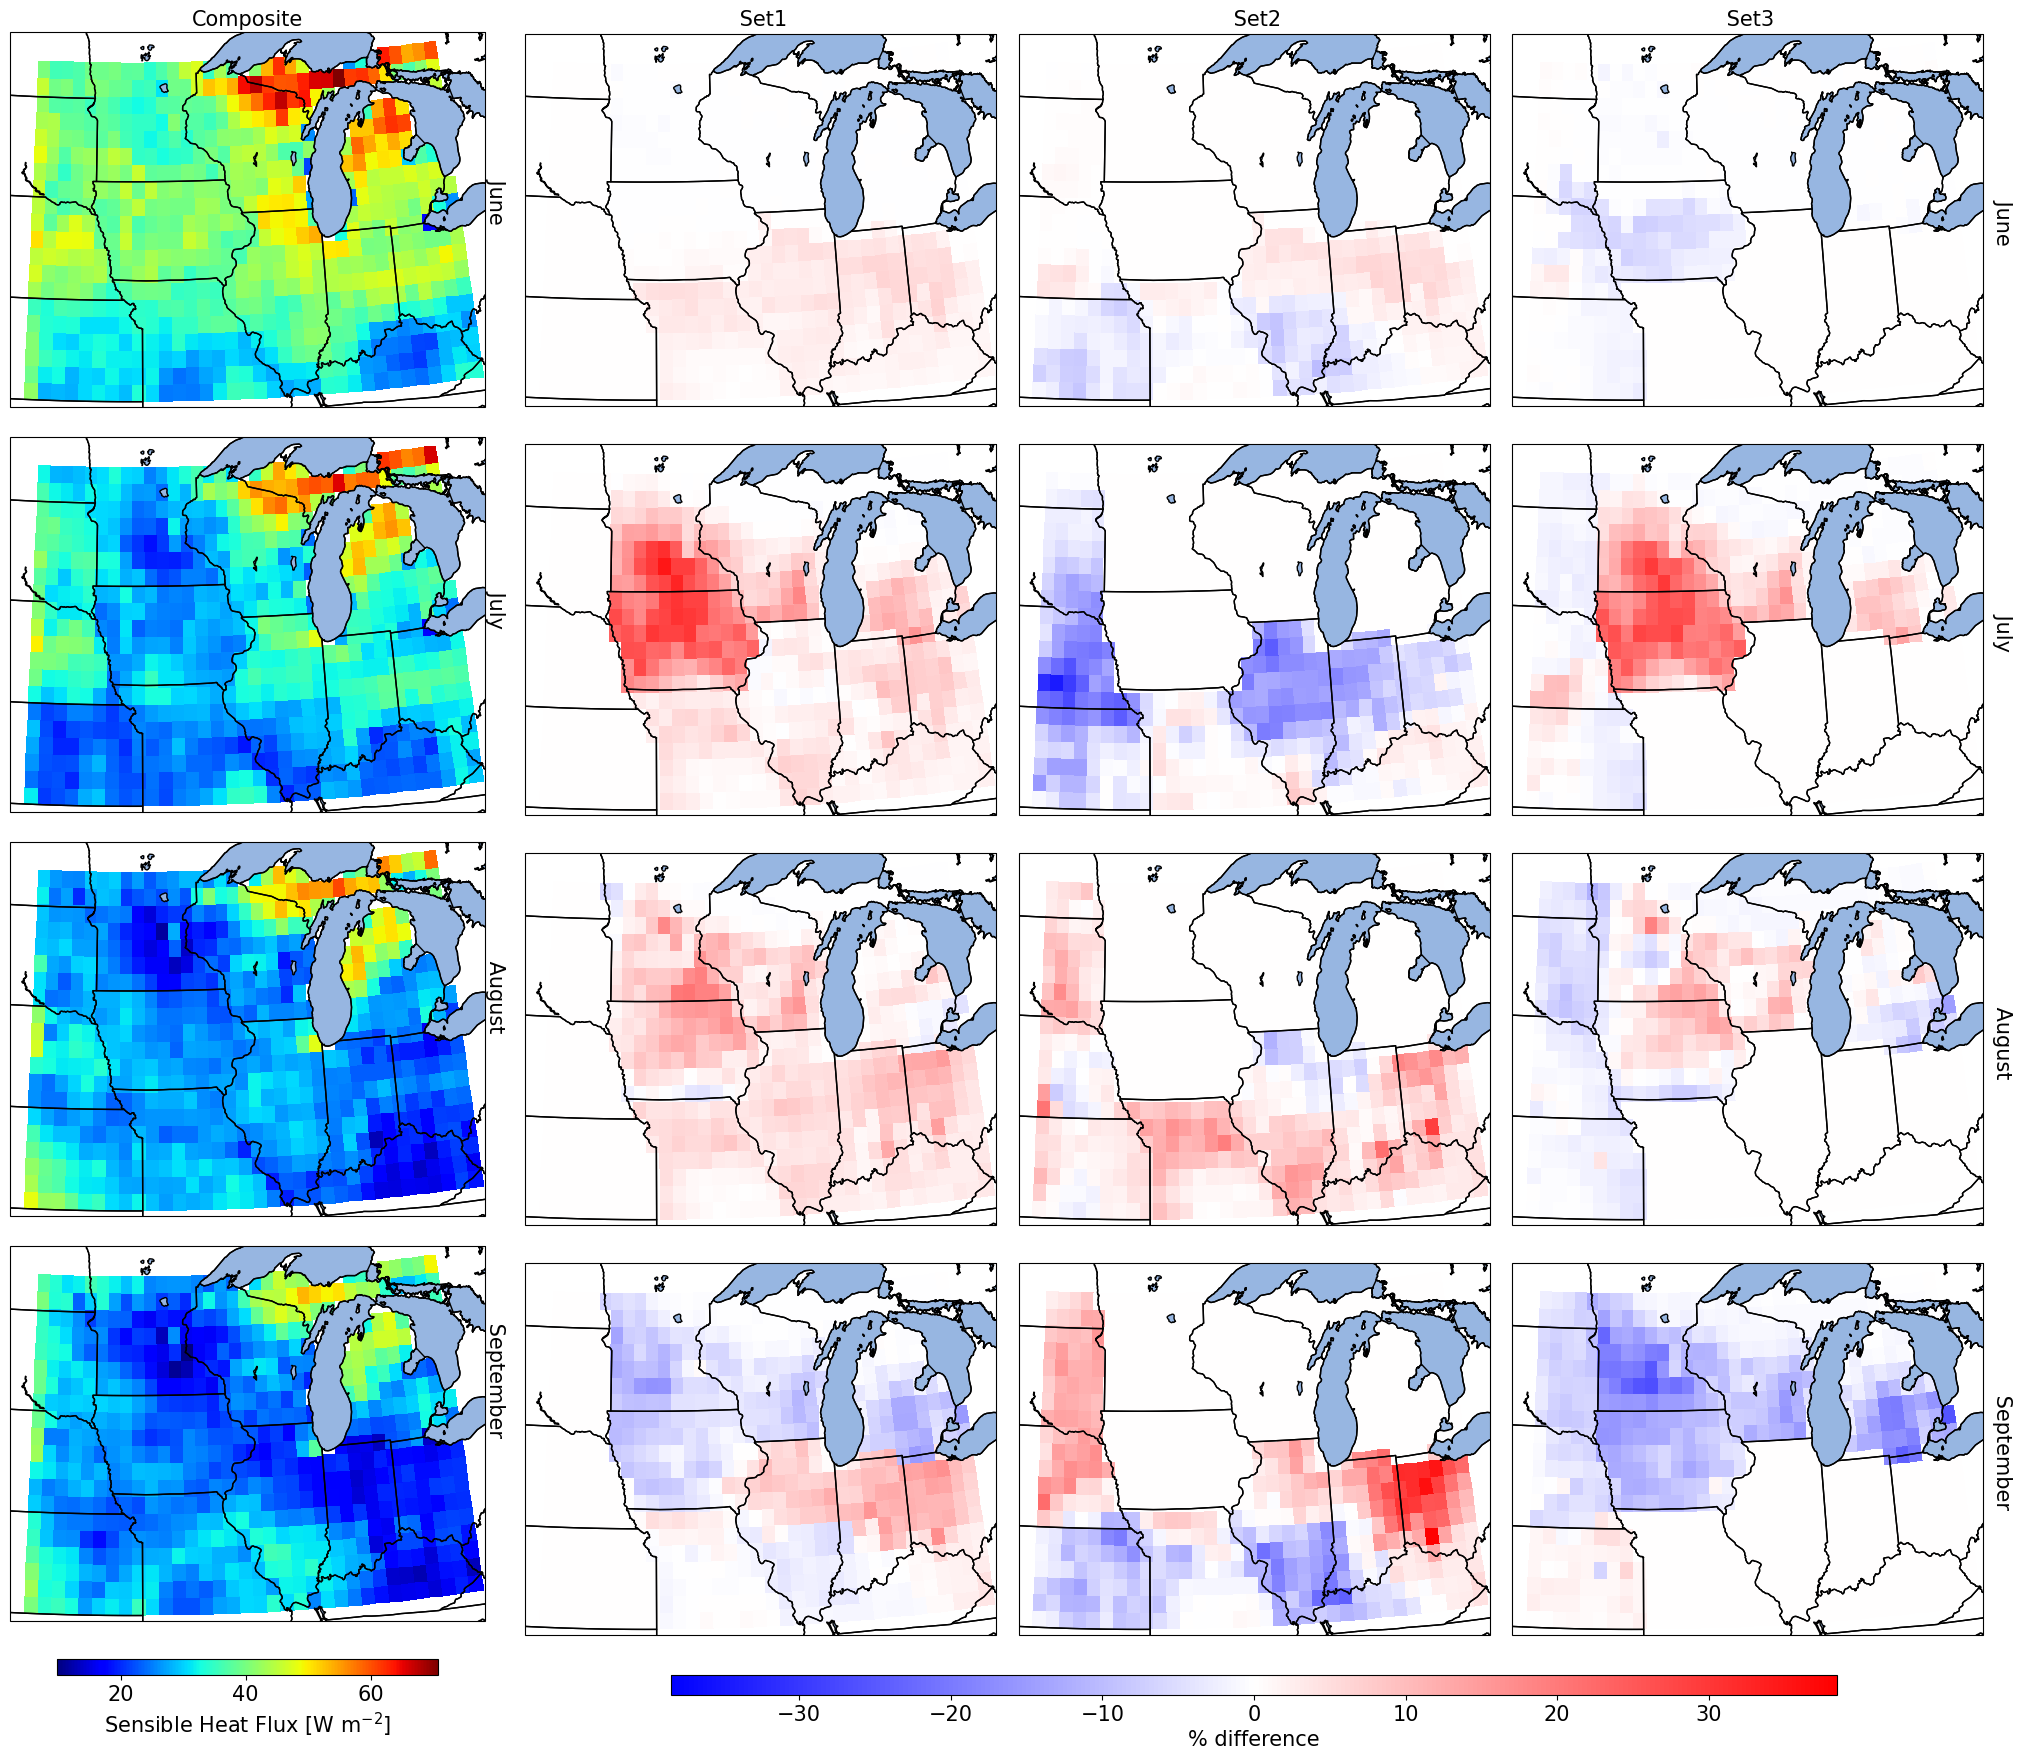 Composite Set1 Set2 Set3
June June
July July
August August
September September
20 40 60
Sensible Heat Flux [W m⁻²]
−30 −20 −10 0 10 20 30
% difference